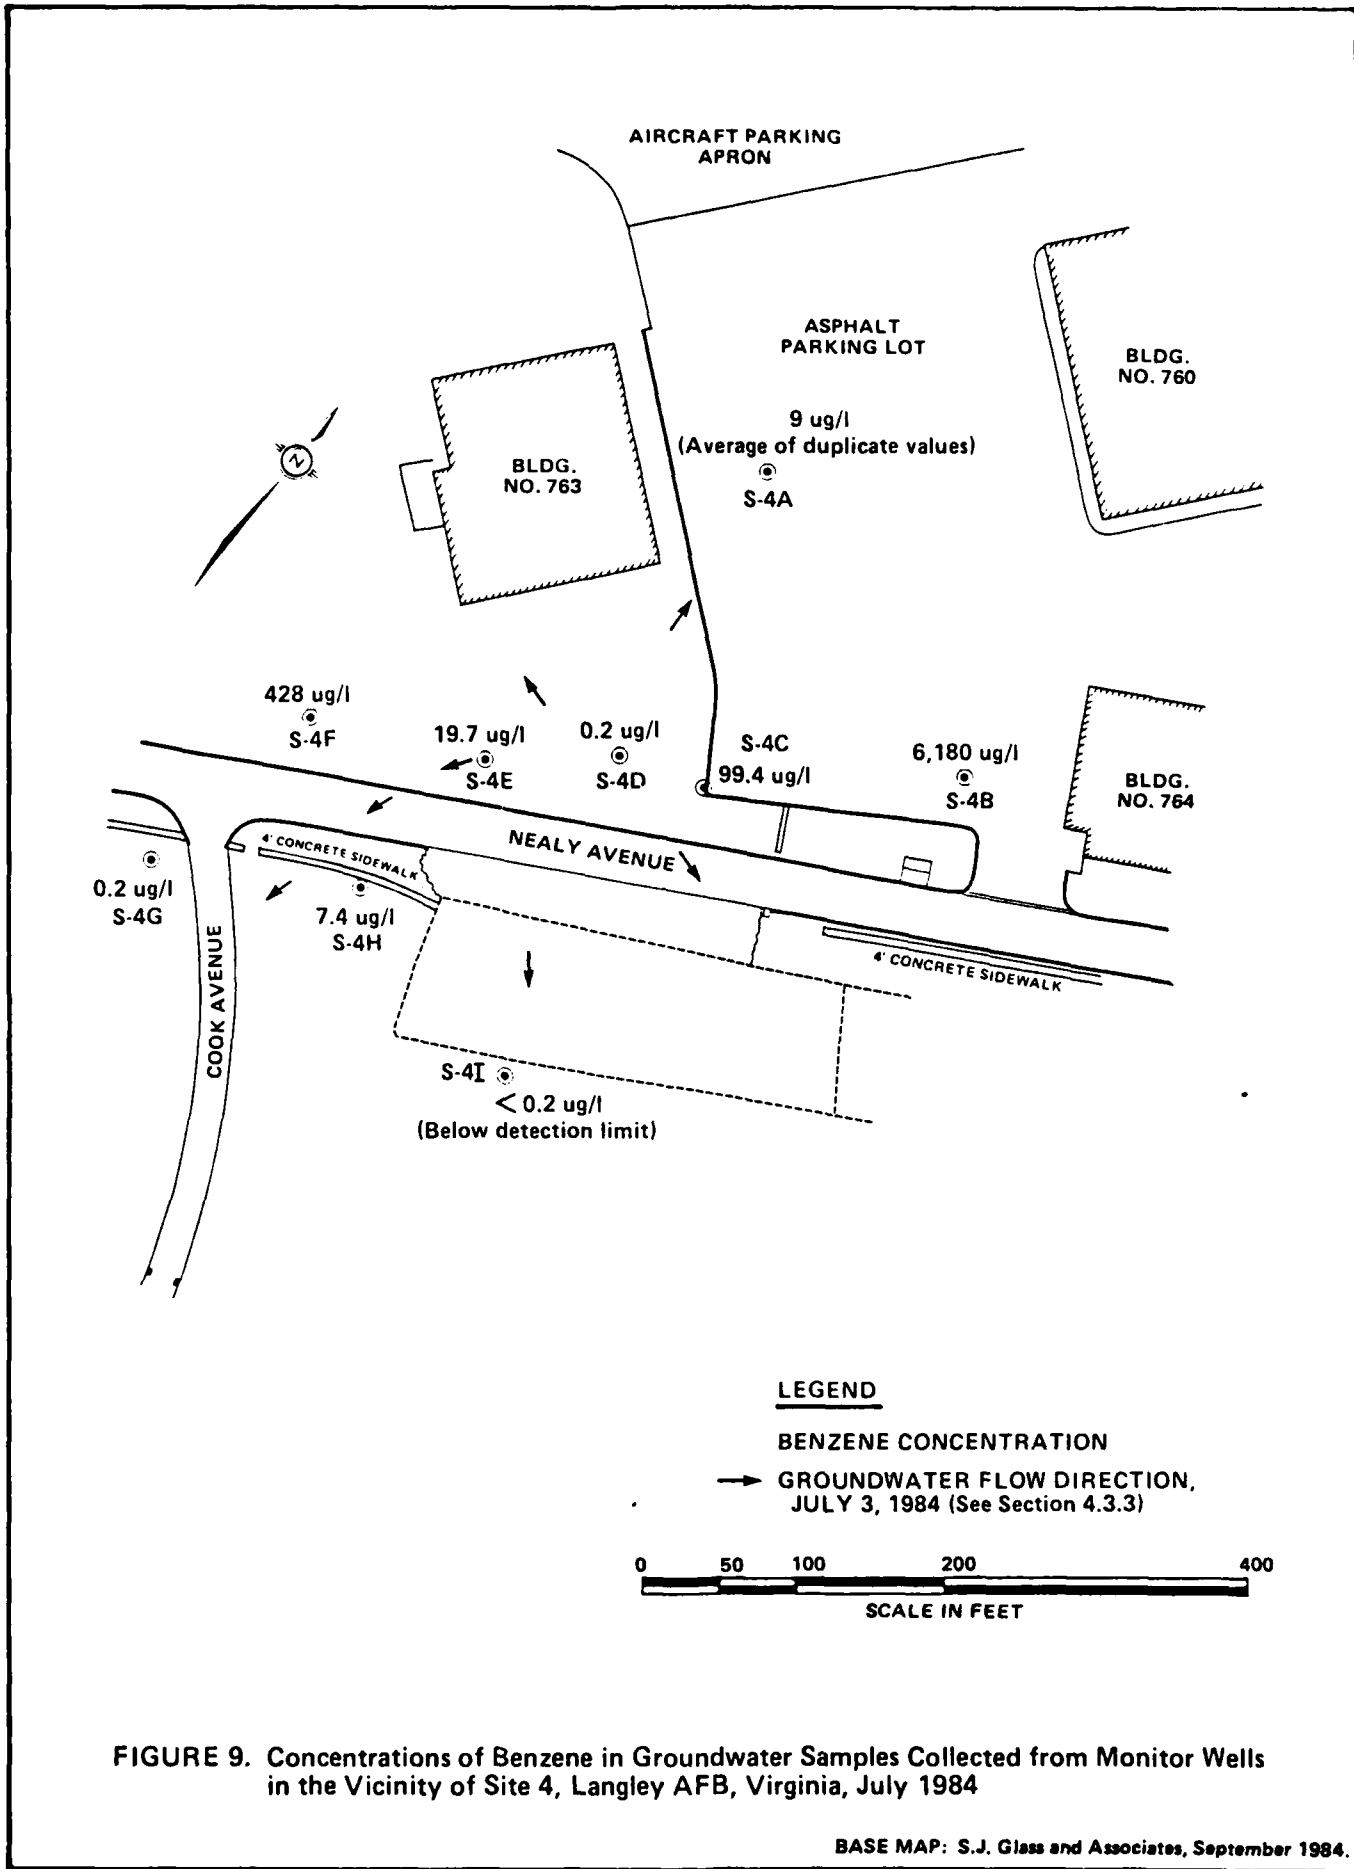 AIRCRAFT PARKING
APRON
ASPHALT
PARKING LOT
BLDG.
NO. 760
9 ug/l
(Average of duplicate values)
S-4A
BLDG.
NO. 763
N
428 ug/l
S-4F
19.7 ug/l
S-4E
0.2 ug/l
S-4D
S-4C
99.4 ug/l
6,180 ug/l
S-4B
BLDG.
NO. 764
NEALY AVENUE
4' CONCRETE SIDEWALK
0.2 ug/l
S-4G
7.4 ug/l
S-4H
COOK AVENUE
4' CONCRETE SIDEWALK
S-4I
< 0.2 ug/l
(Below detection limit)
LEGEND
BENZENE CONCENTRATION
GROUNDWATER FLOW DIRECTION,
JULY 3, 1984 (See Section 4.3.3)
0 50 100 200 400
SCALE IN FEET
FIGURE 9. Concentrations of Benzene in Groundwater Samples Collected from Monitor Wells
in the Vicinity of Site 4, Langley AFB, Virginia, July 1984
BASE MAP: S.J. Glass and Associates, September 1984.